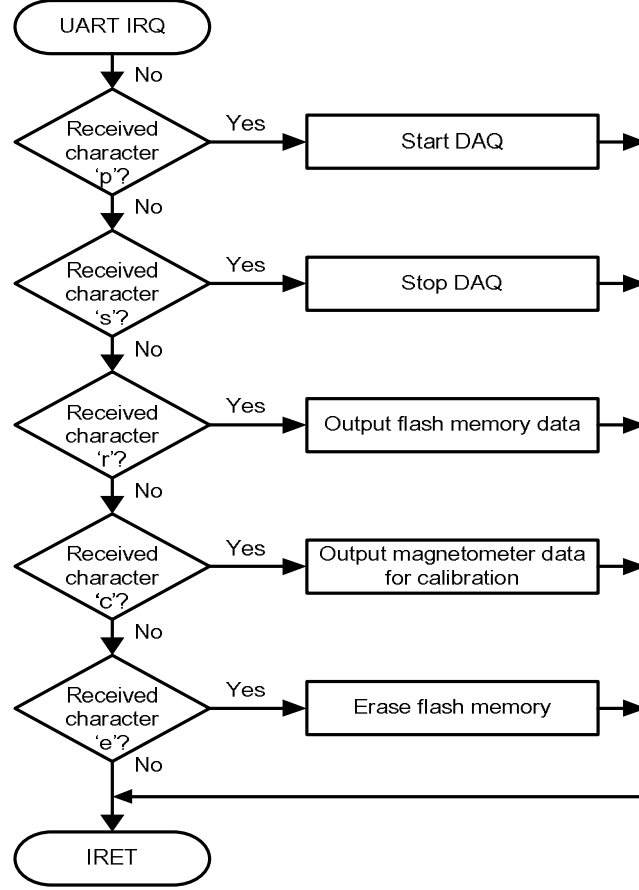 UART IRQ
No
Received
character
‘p’?
Yes
Start DAQ
No
Received
character
‘s’?
Yes
Stop DAQ
No
Received
character
‘r’?
Yes
Output flash memory data
No
Received
character
‘c’?
Yes
Output magnetometer data
for calibration
No
Received
character
‘e’?
Yes
Erase flash memory
No
IRET